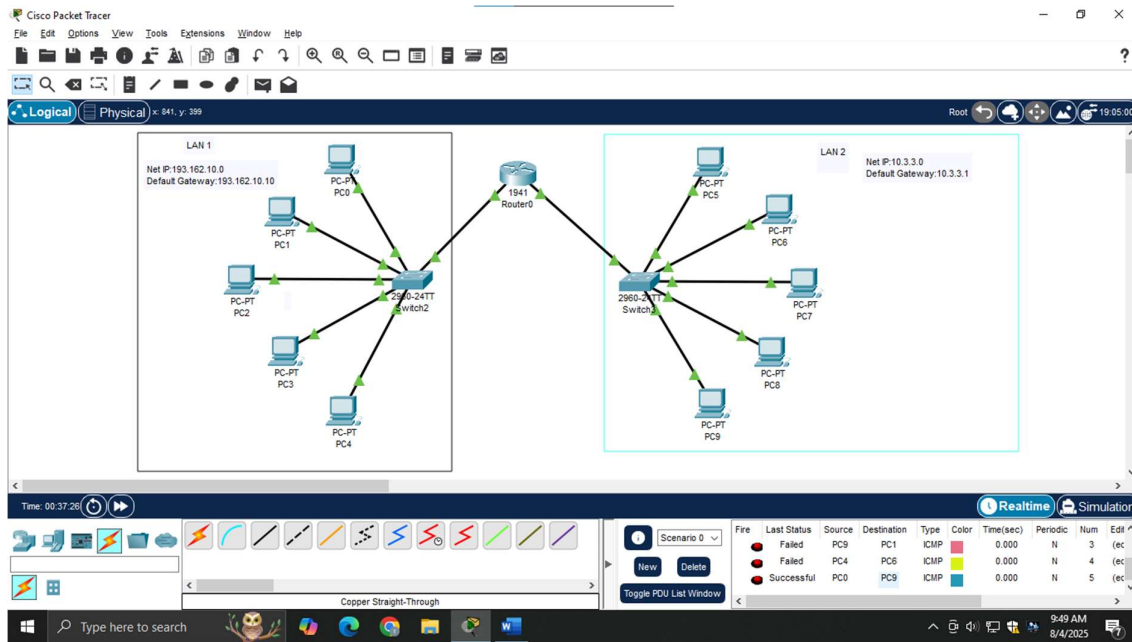 Cisco Packet Tracer
File Edit Options View Tools Extensions Window Help
?
Logical Physical x: 841, y: 399 Root 19:05:00
LAN 1
Net IP:193.162.10.0
Default Gateway:193.162.10.10
PC-PT
PC0
PC-PT
PC1
PC-PT
PC2
PC-PT
PC3
PC-PT
PC4
2960-24TT
Switch2
1941
Router0
LAN 2
Net IP:10.3.3.0
Default Gateway:10.3.3.1
PC-PT
PC5
PC-PT
PC6
PC-PT
PC7
PC-PT
PC8
PC-PT
PC9
2960-24TT
Switch3
Time: 00:37:26 Realtime Simulation
Scenario 0
New Delete
Toggle PDU List Window
Fire Last Status Source Destination Type Color Time(sec) Periodic Num Edit
Failed PC9 PC1 ICMP 0.000 N 3 (ec
Failed PC4 PC6 ICMP 0.000 N 4 (ec
Successful PC0 PC9 ICMP 0.000 N 5 (ec
Copper Straight-Through
Type here to search
9:49 AM
8/4/2025
7